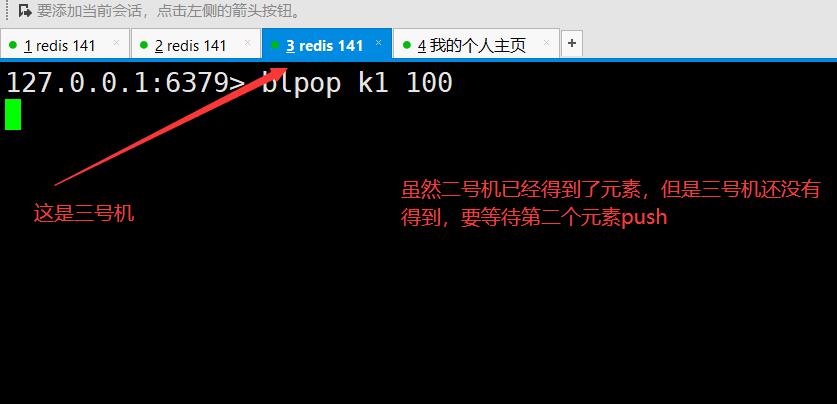 要添加当前会话，点击左侧的箭头按钮。
1 redis 141 2 redis 141 3 redis 141 4 我的个人主页
127.0.0.1:6379> blpop k1 100
虽然二号机已经得到了元素，但是三号机还没有
这是三号机
得到，要等待第二个元素push